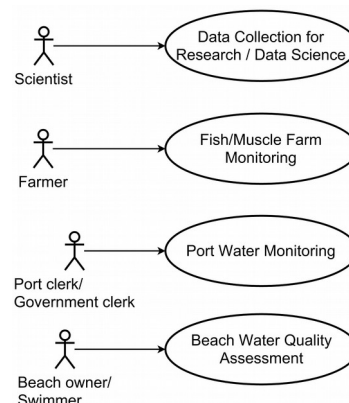 Data Collection for
Research / Data Science
Scientist
Fish/Muscle Farm
Monitoring
Farmer
Port Water Monitoring
Port clerk/
Government clerk
Beach Water Quality
Assessment
Beach owner/
Swimmer